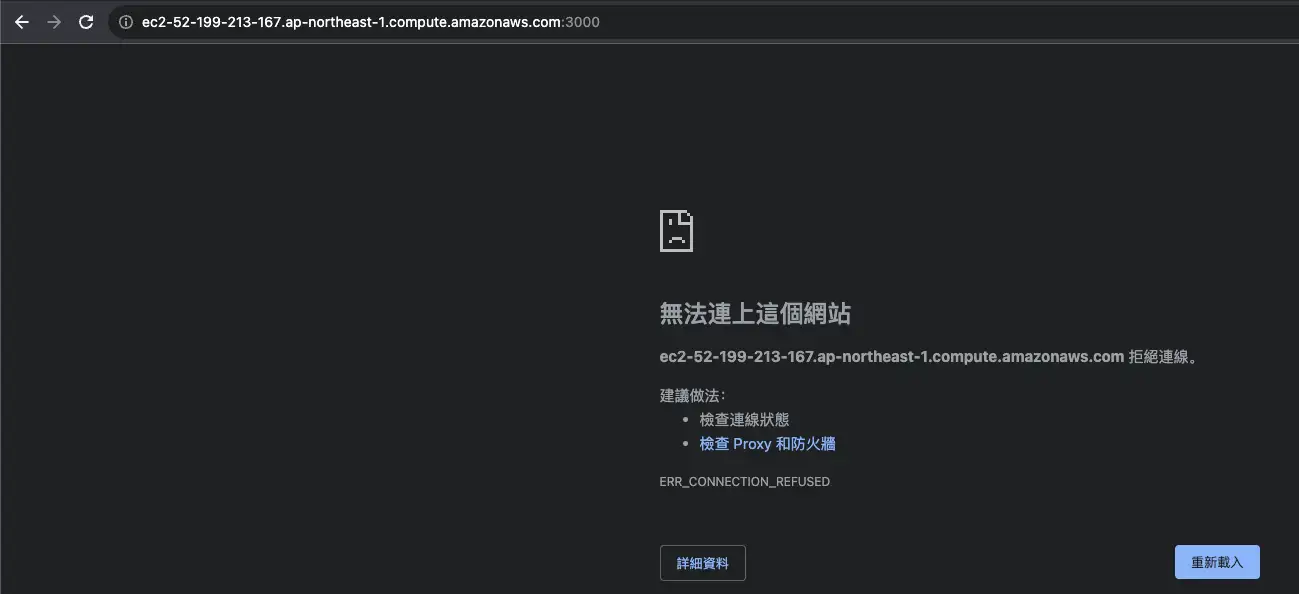 ec2-52-199-213-167.ap-northeast-1.compute.amazonaws.com:3000
無法連上這個網站
ec2-52-199-213-167.ap-northeast-1.compute.amazonaws.com 拒絕連線。
建議做法：
• 檢查連線狀態
• 檢查 Proxy 和防火牆
ERR_CONNECTION_REFUSED
詳細資料
重新載入